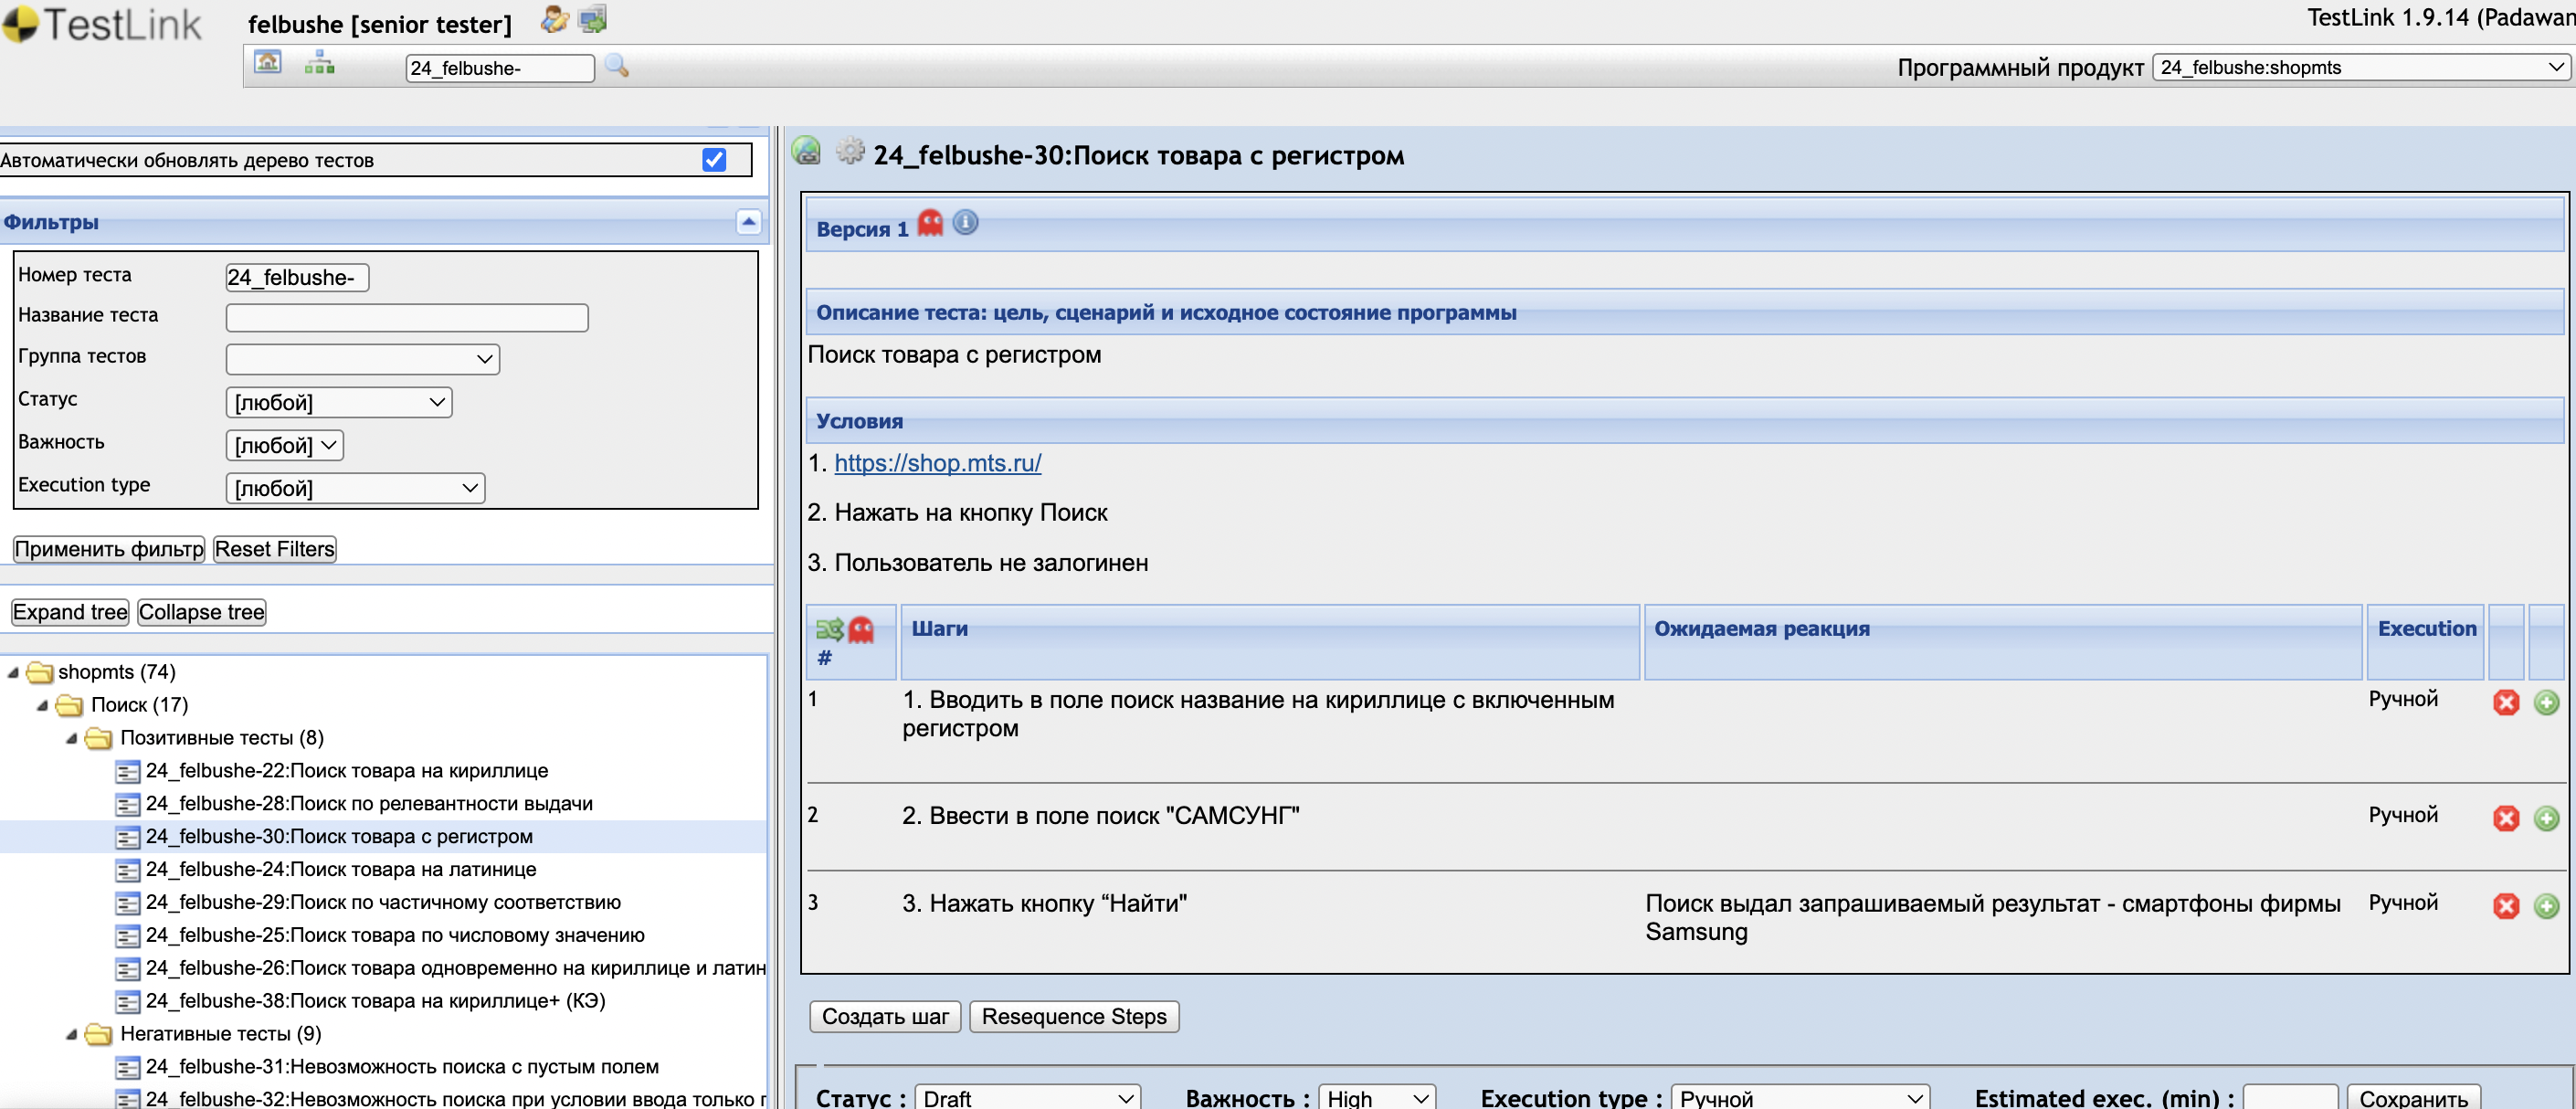 TestLink
felbushe [senior tester]
TestLink 1.9.14 (Padawan
24_felbushe-
Программный продукт 24_felbushe:shopmts
Автоматически обновлять дерево тестов
Фильтры
Номер теста 24_felbushe-
Название теста
Группа тестов
Статус [любой]
Важность [любой]
Execution type [любой]
Применить фильтр Reset Filters
Expand tree Collapse tree
shopmts (74)
Поиск (17)
Позитивные тесты (8)
24_felbushe-22:Поиск товара на кириллице
24_felbushe-28:Поиск по релевантности выдачи
24_felbushe-30:Поиск товара с регистром
24_felbushe-24:Поиск товара на латинице
24_felbushe-29:Поиск по частичному соответствию
24_felbushe-25:Поиск товара по числовому значению
24_felbushe-26:Поиск товара одновременно на кириллице и латин
24_felbushe-38:Поиск товара на кириллице+ (КЭ)
Негативные тесты (9)
24_felbushe-31:Невозможность поиска с пустым полем
24_felbushe-32:Невозможность поиска при условии ввода только г
24_felbushe-30:Поиск товара с регистром
Версия 1
Описание теста: цель, сценарий и исходное состояние программы
Поиск товара с регистром
Условия
1. https://shop.mts.ru/
2. Нажать на кнопку Поиск
3. Пользователь не залогинен
# Шаги Ожидаемая реакция Execution
1 1. Вводить в поле поиск название на кириллице с включенным Ручной
регистром
2 2. Ввести в поле поиск "САМСУНГ" Ручной
3 3. Нажать кнопку “Найти" Поиск выдал запрашиваемый результат - смартфоны фирмы Ручной
Samsung
Создать шаг Resequence Steps
Статус : Draft Важность : High Execution type : Ручной Estimated exec. (min) : Сохранить